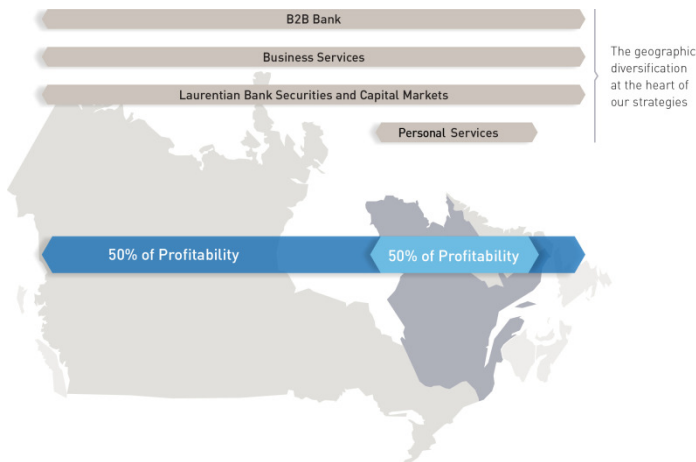 B2B Bank
Business Services
Laurentian Bank Securities and Capital Markets
Personal Services
The geographic
diversification
at the heart of
our strategies
50% of Profitability
50% of Profitability